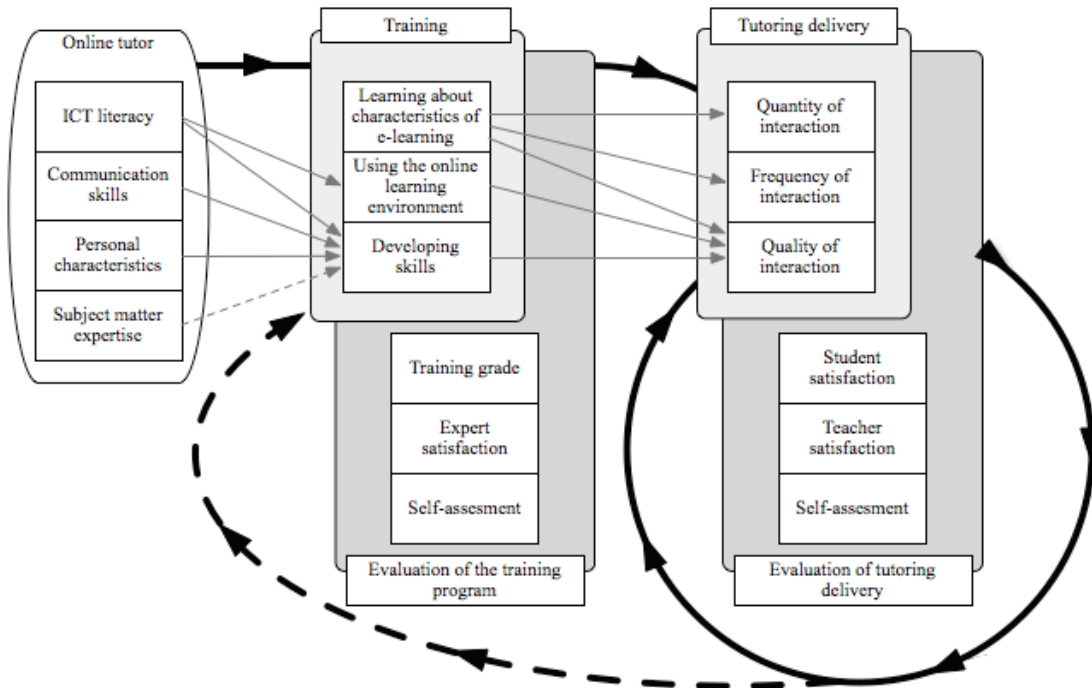 Online tutor
ICT literacy
Communication
skills
Personal
characteristics
Subject matter
expertise
Training
Learning about
characteristics of
e-learning
Using the online
learning
environment
Developing
skills
Training grade
Expert
satisfaction
Self-assesment
Evaluation of the training
program
Tutoring delivery
Quantity of
interaction
Frequency of
interaction
Quality of
interaction
Student
satisfaction
Teacher
satisfaction
Self-assesment
Evaluation of tutoring
delivery